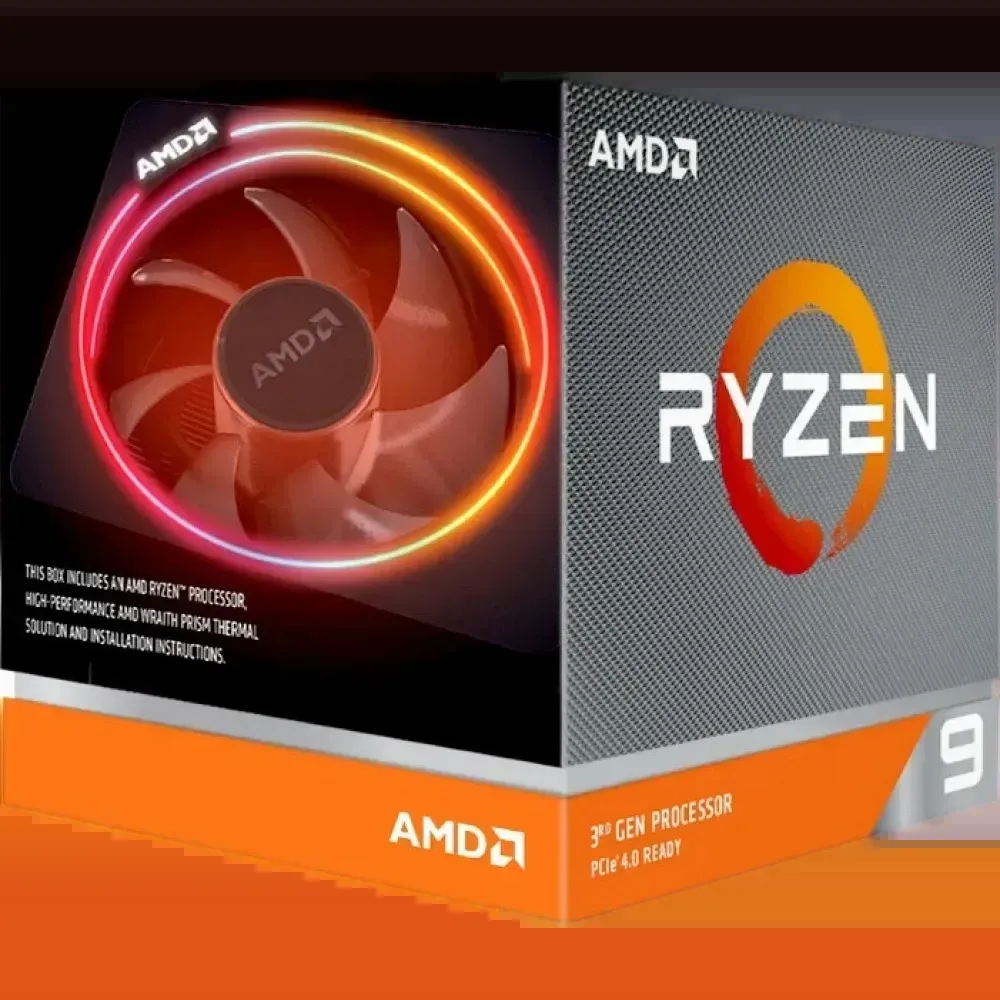 AMD
AMD
THIS BOX INCLUDES AN AMD RYZEN™ PROCESSOR,
HIGH-PERFORMANCE AMD WRAITH PRISM THERMAL
SOLUTION AND INSTALLATION INSTRUCTIONS.
AMD
AMD
RYZEN
9
3RD GEN PROCESSOR
PCIe® 4.0 READY